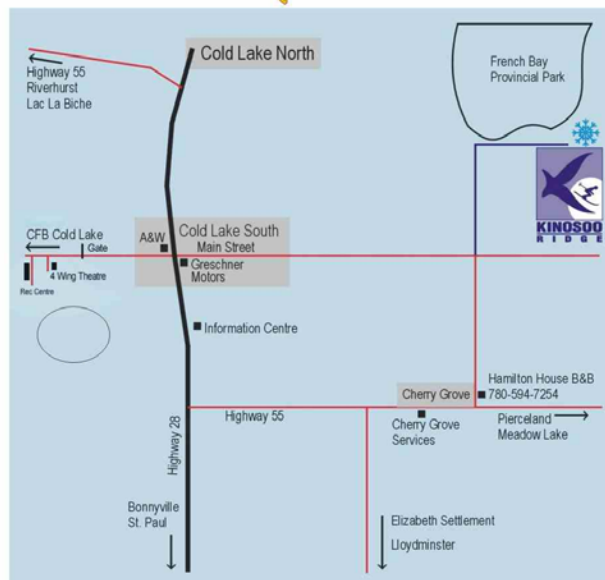 Cold Lake North
Highway 55
Riverhurst
Lac La Biche
French Bay
Provincial Park
KINOSOO
RIDGE
CFB Cold Lake
Gate
A&W
Cold Lake South
Main Street
Greschner
Motors
Rec Centre
4 Wing Theatre
Information Centre
Cherry Grove
Hamilton House B&B
780-594-7254
Highway 28
Highway 55
Cherry Grove
Services
Pierceland
Meadow Lake
Bonnyville
St. Paul
Elizabeth Settlement
Lloydminster